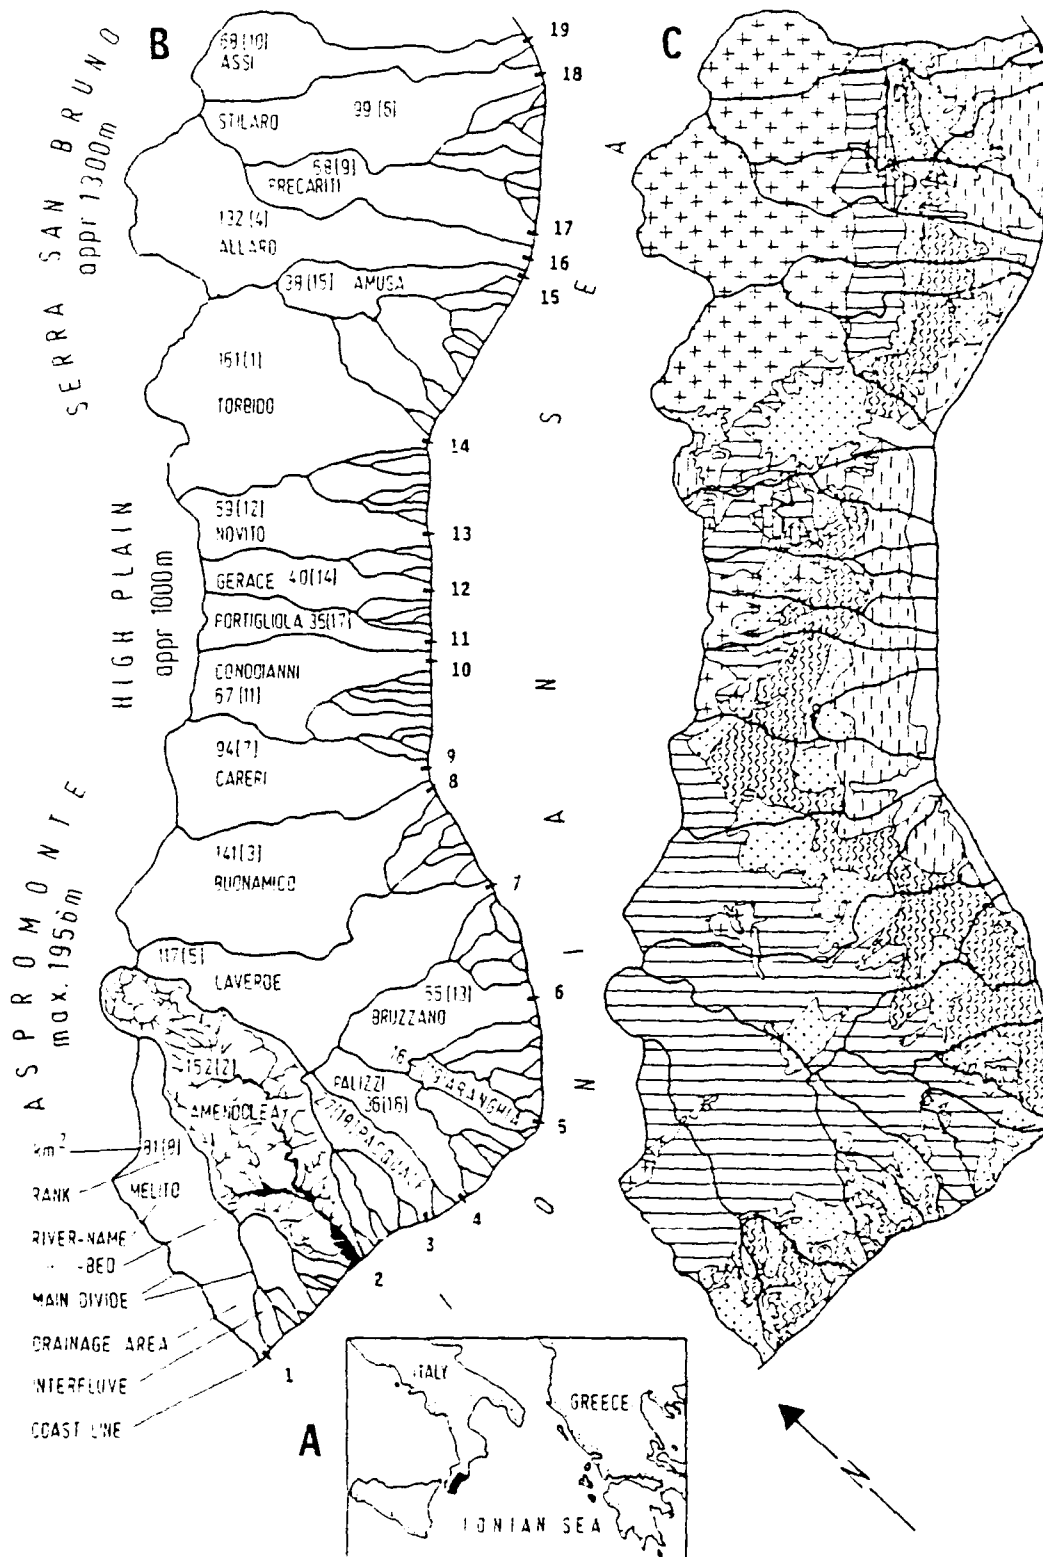 B
C
SERRA SAN BRUNO
appr 1300m
68[10]
ASSI
99[6]
STILARO
58[9]
PRECARITI
132[4]
ALLARO
38[15] AMUSA
161[1]
TORBIDO
HIGH PLAIN
appr 1000m
59[12]
NOVITO
GERACE 40[14]
PORTIGLIOLA 35[17]
CONDOIANNI
67[11]
94[7]
CARERI
141[3]
BUONAMICO
ASPROMONTE
max. 1956m
117[5]
LAVERDE
55[13]
BRUZZANO
152[2]
AMENDOLEA
PALIZZI
36[16]
81[8]
MELITO
19
18
17
16
15
14
13
12
11
10
9
8
7
6
5
4
3
2
1
IONIAN SEA
km²
RANK
RIVER-NAME
-BED
MAIN DIVIDE
DRAINAGE AREA
INTERFLUVE
COAST LINE
A
ITALY
GREECE
IONIAN SEA
N